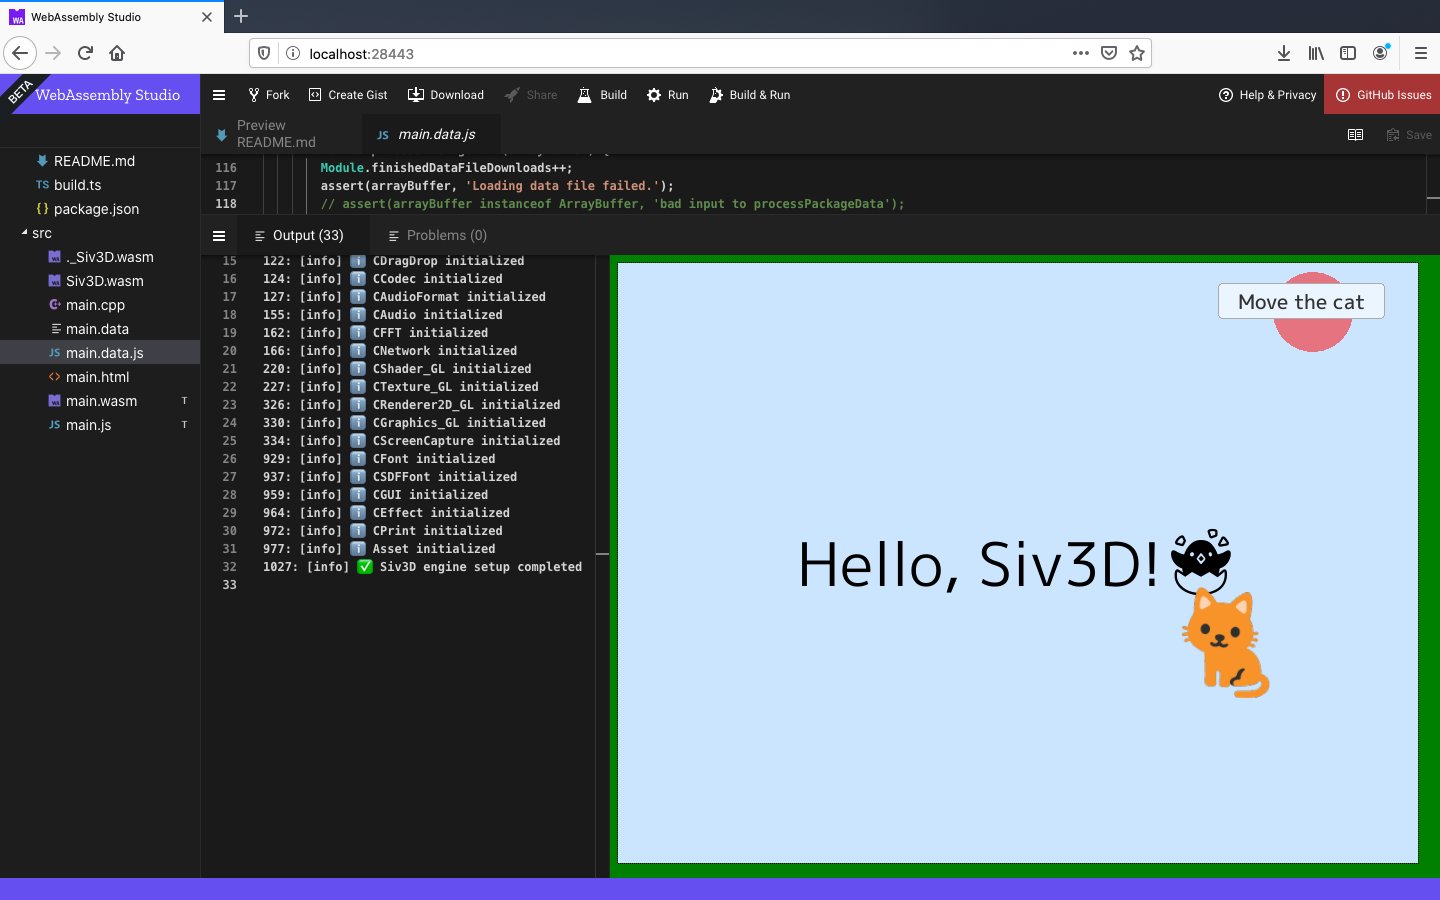 WebAssembly Studio
localhost:28443
BETA
WebAssembly Studio
Fork
Create Gist
Download
Share
Build
Run
Build & Run
Help & Privacy
GitHub Issues
Preview
README.md
JS main.data.js
Save
README.md
TS build.ts
{} package.json
src
._Siv3D.wasm
Siv3D.wasm
main.cpp
main.data
JS main.data.js
<> main.html
main.wasm T
JS main.js T
116 Module.finishedDataFileDownloads++;
117 assert(arrayBuffer, 'Loading data file failed.');
118 // assert(arrayBuffer instanceof ArrayBuffer, 'bad input to processPackageData');
Output (33)
Problems (0)
15 122: [info] ℹ️ CDragDrop initialized
16 124: [info] ℹ️ CCodec initialized
17 127: [info] ℹ️ CAudioFormat initialized
18 155: [info] ℹ️ CAudio initialized
19 162: [info] ℹ️ CFFT initialized
20 166: [info] ℹ️ CNetwork initialized
21 220: [info] ℹ️ CShader_GL initialized
22 227: [info] ℹ️ CTexture_GL initialized
23 326: [info] ℹ️ CRenderer2D_GL initialized
24 330: [info] ℹ️ CGraphics_GL initialized
25 334: [info] ℹ️ CScreenCapture initialized
26 929: [info] ℹ️ CFont initialized
27 937: [info] ℹ️ CSDFFont initialized
28 959: [info] ℹ️ CGUI initialized
29 964: [info] ℹ️ CEffect initialized
30 972: [info] ℹ️ CPrint initialized
31 977: [info] ℹ️ Asset initialized
32 1027: [info] ✅ Siv3D engine setup completed
33
Move the cat
Hello, Siv3D!🐣